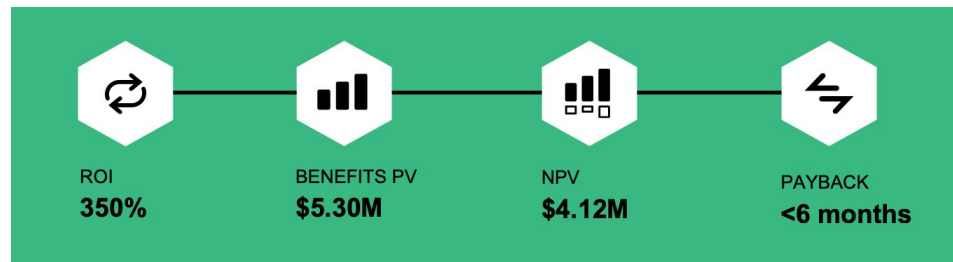 ROI
350%
BENEFITS PV
$5.30M
NPV
$4.12M
PAYBACK
<6 months